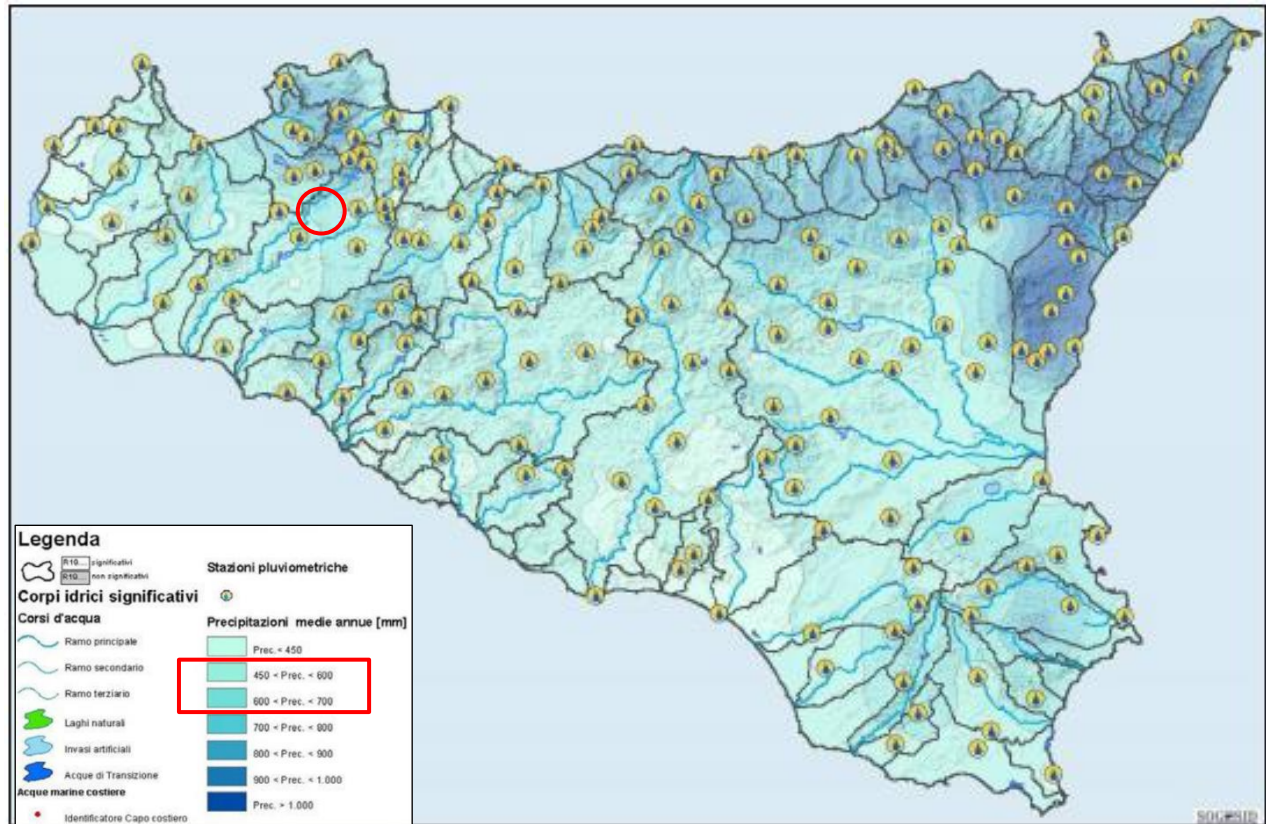 Legenda
R19... significativi
R19... non significativi
Corpi idrici significativi
Corsi d'acqua
Ramo principale
Ramo secondario
Ramo terziario
Laghi naturali
Invasi artificiali
Acque di Transizione
Acque marine costiere
Identificatore Capo costiero
Stazioni pluviometriche
Precipitazioni medie annue [mm]
Prec. < 450
450 < Prec. < 600
600 < Prec. < 700
700 < Prec. < 800
800 < Prec. < 900
900 < Prec. < 1.000
Prec. > 1.000
SOGESID